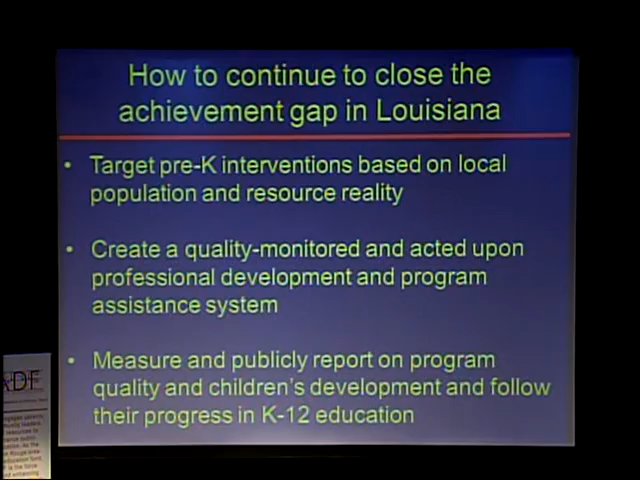 How to continue to close the
achievement gap in Louisiana
• Target pre-K interventions based on local
population and resource reality
• Create a quality-monitored and acted upon
professional development and program
assistance system
• Measure and publicly report on program
quality and children's development and follow
their progress in K-12 education